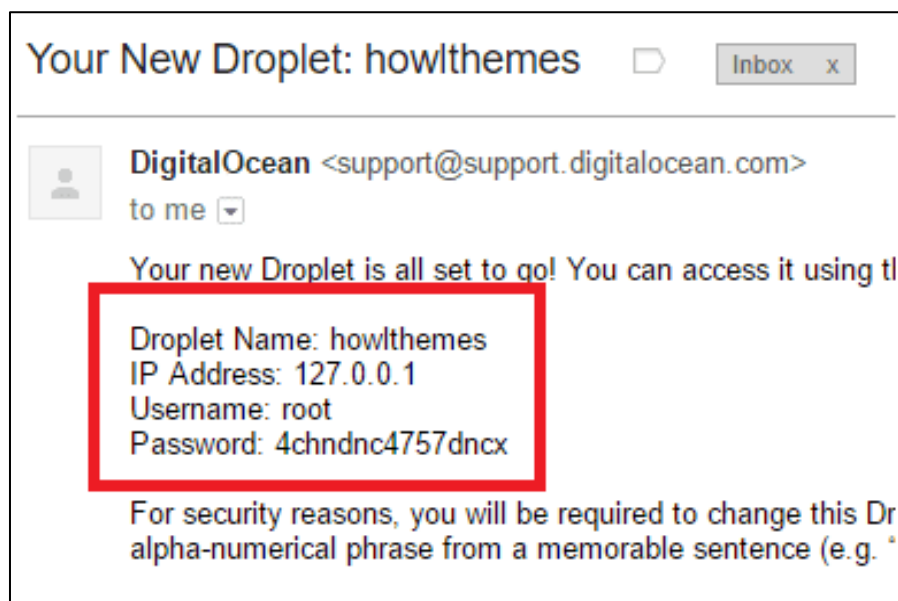 Your New Droplet: howlthemes
Inbox x
DigitalOcean <support@support.digitalocean.com>
to me
Your new Droplet is all set to go! You can access it using
Droplet Name: howlthemes
IP Address: 127.0.0.1
Username: root
Password: 4chndnc4757dncx
For security reasons, you will be required to change this
alpha-numerical phrase from a memorable sentence (e.g.